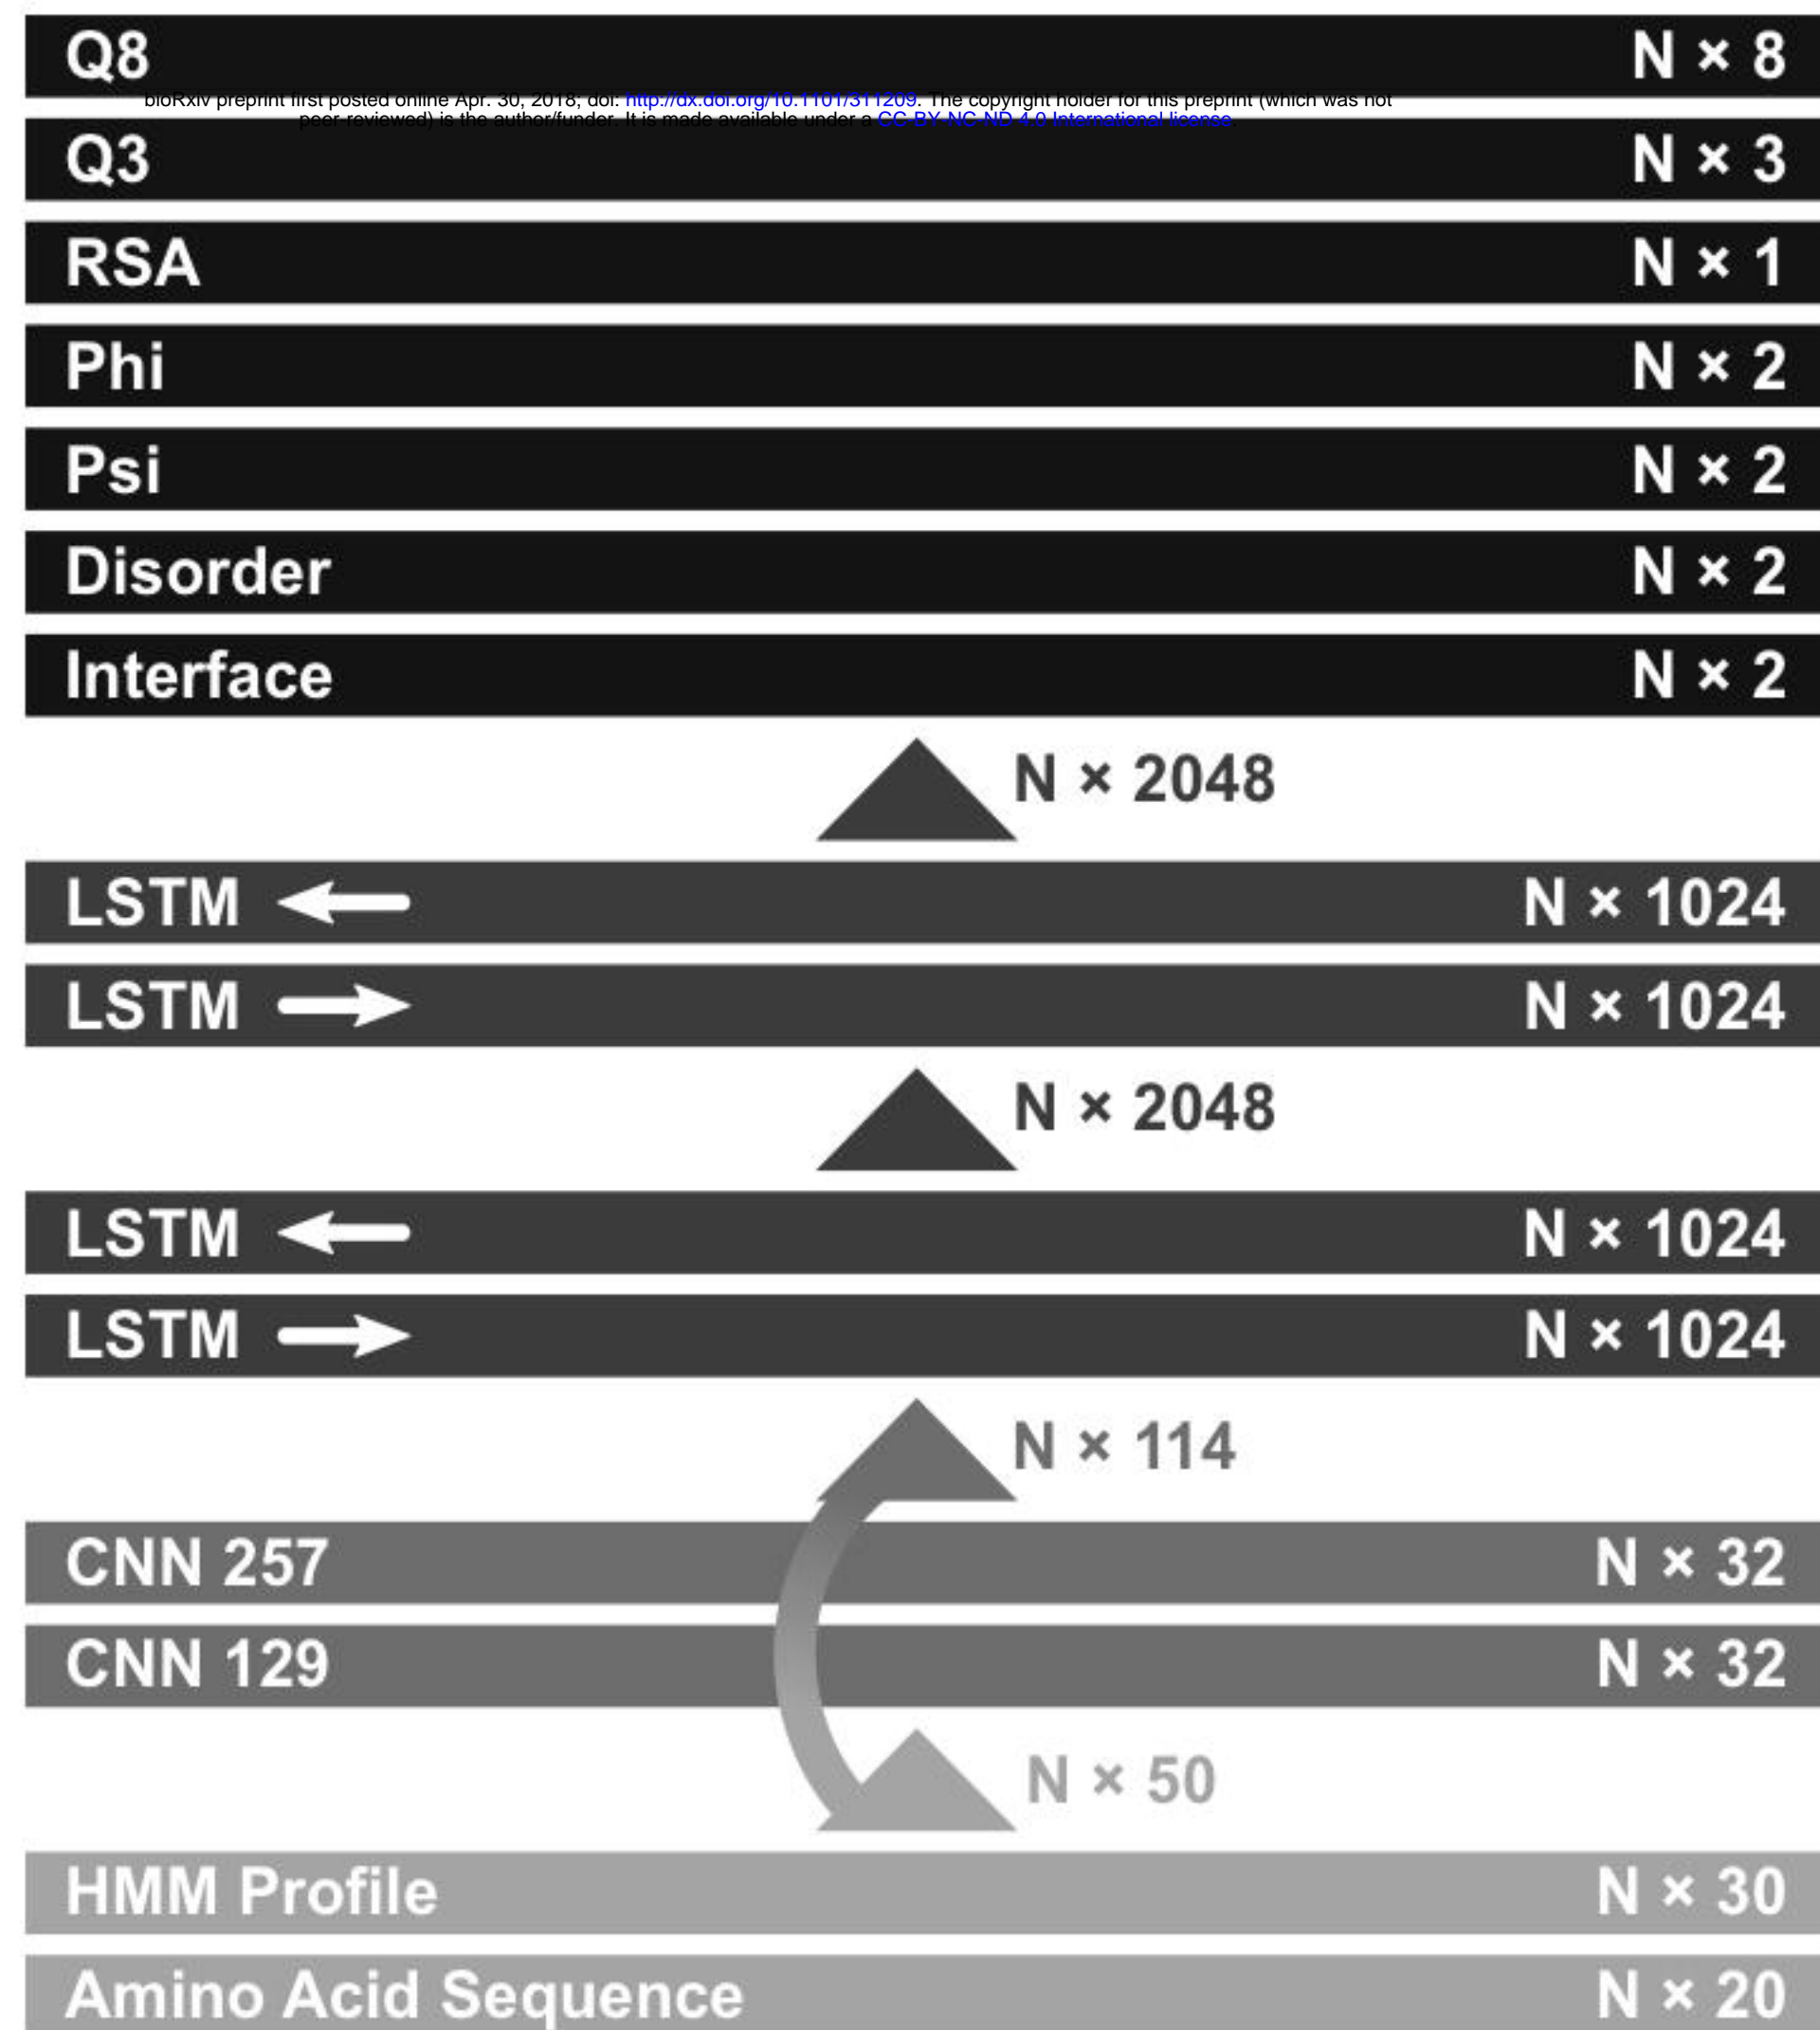 Q8 N × 8
bioRxiv preprint first posted online Apr. 30, 2018; doi: http://dx.doi.org/10.1101/311209. The copyright holder for this preprint (which was not
peer-reviewed) is the author/funder. It is made available under a CC-BY-NC-ND 4.0 International license
Q3 N × 3
RSA N × 1
Phi N × 2
Psi N × 2
Disorder N × 2
Interface N × 2
N × 2048
LSTM N × 1024
LSTM N × 1024
N × 2048
LSTM N × 1024
LSTM N × 1024
N × 114
CNN 257 N × 32
CNN 129 N × 32
N × 50
HMM Profile N × 30
Amino Acid Sequence N × 20